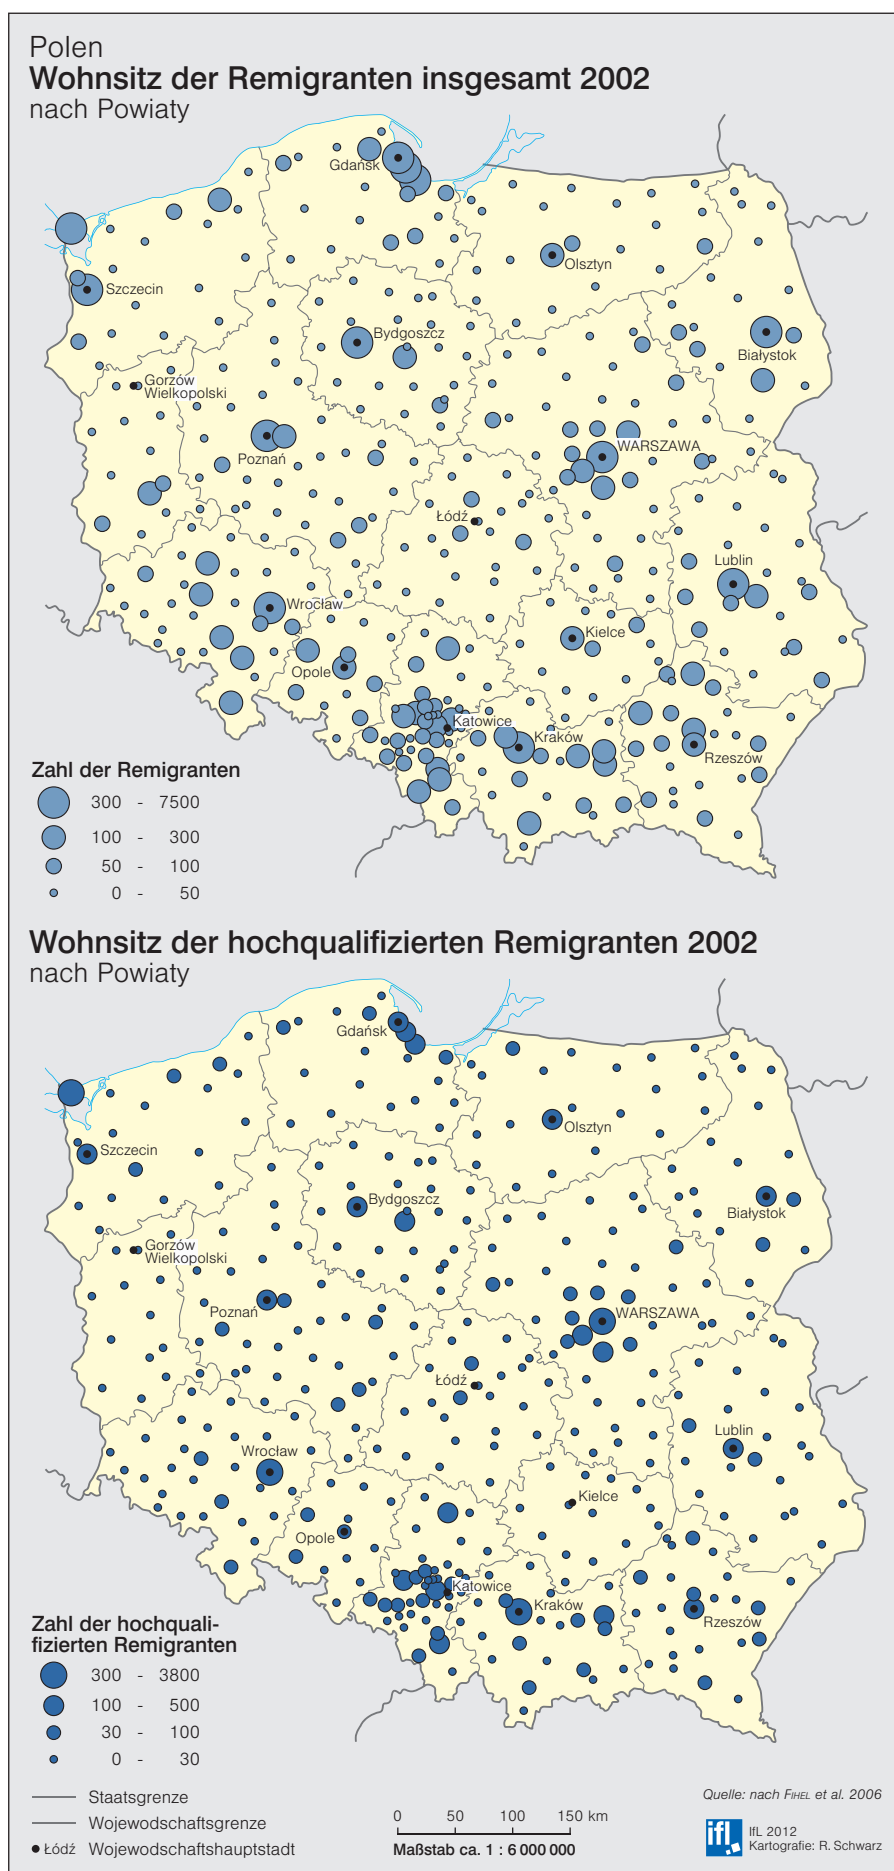 Polen
Wohnsitz der Remigranten insgesamt 2002
nach Powiaty
Gdańsk
Olsztyn
Szczecin
Bydgoszcz
Białystok
Gorzów
Wielkopolski
Poznań
WARSZAWA
Łódź
Lublin
Wrocław
Kielce
Opole
Katowice
Kraków
Rzeszów
Zahl der Remigranten
300 - 7500
100 - 300
50 - 100
0 - 50
Wohnsitz der hochqualifizierten Remigranten 2002
nach Powiaty
Gdańsk
Olsztyn
Szczecin
Bydgoszcz
Białystok
Gorzów
Wielkopolski
Poznań
WARSZAWA
Łódź
Lublin
Wrocław
Kielce
Opole
Katowice
Kraków
Rzeszów
Zahl der hochquali-
fizierten Remigranten
300 - 3800
100 - 500
30 - 100
0 - 30
Staatsgrenze
Wojewodschaftsgrenze
Łódź Wojewodschaftshauptstadt
0 50 100 150 km
Maßstab ca. 1 : 6 000 000
Quelle: nach FIHEL et al. 2006
ifl
IfL 2012
Kartografie: R. Schwarz